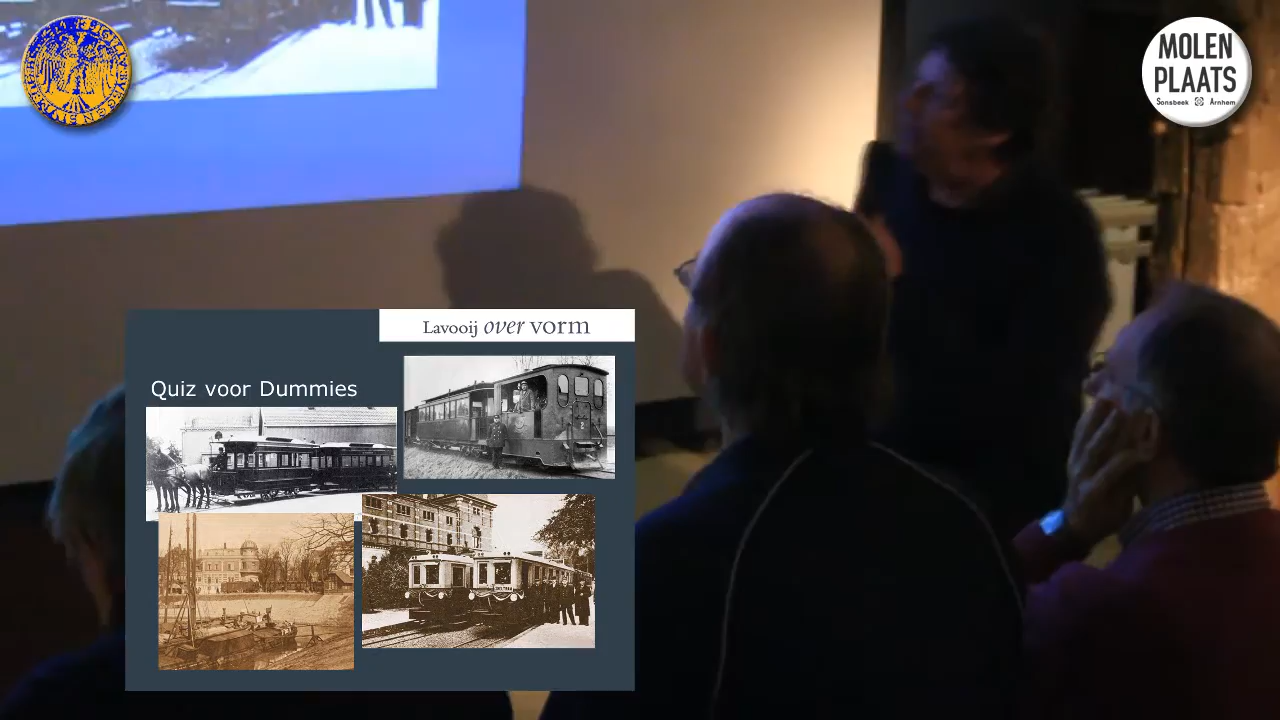 MOLEN
PLAATS
Sonsbeek Arnhem
Lavooij over vorm
Quiz voor Dummies